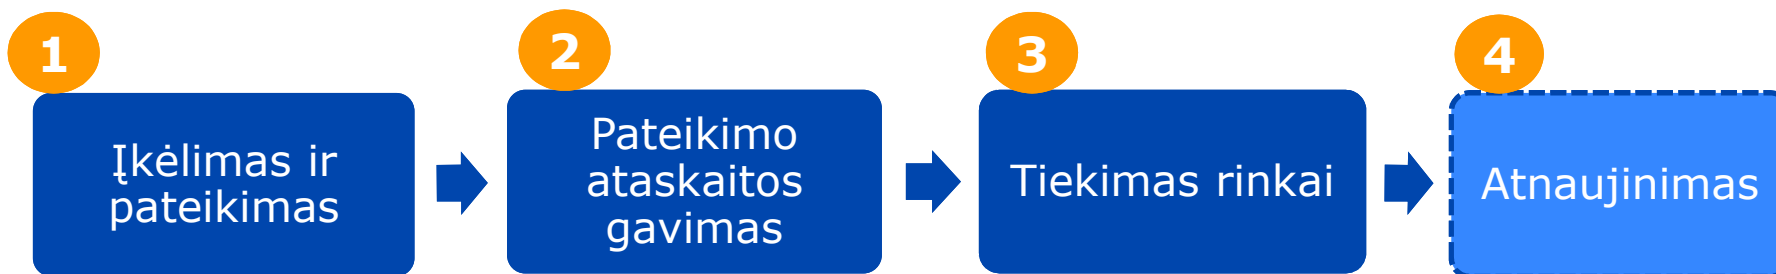 1
Įkėlimas ir
pateikimas
2
Pateikimo
ataskaitos
gavimas
3
Tiekimas rinkai
4
Atnaujinimas